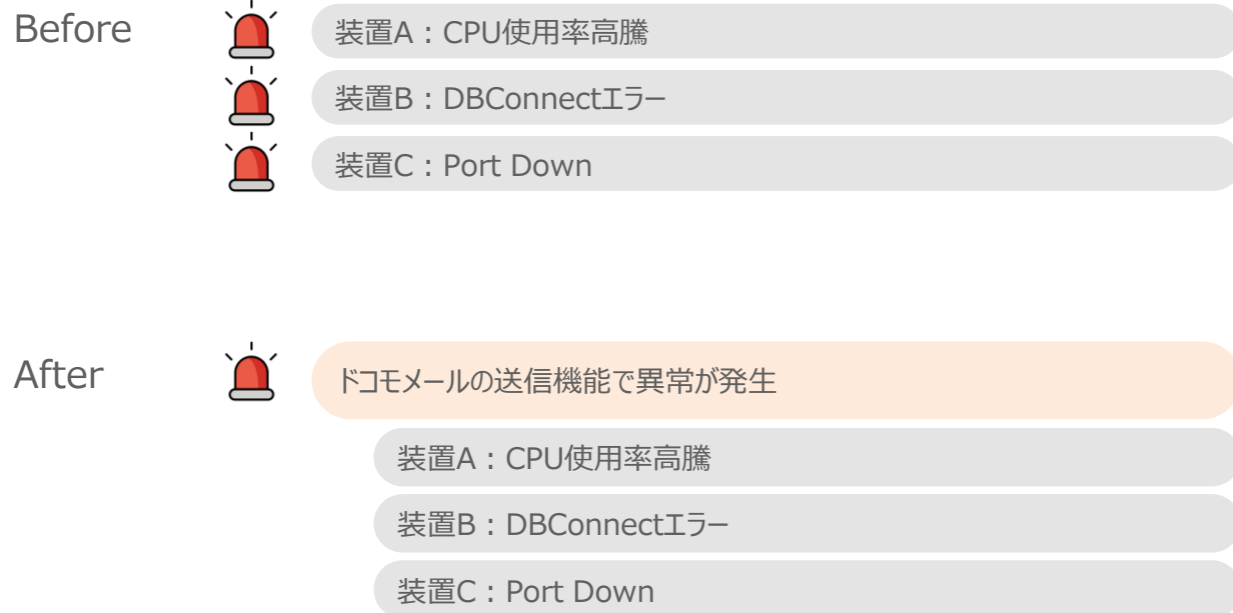 Before
装置A：CPU使用率高騰
装置B：DBConnectエラー
装置C：Port Down
After
ドコモメールの送信機能で異常が発生
装置A：CPU使用率高騰
装置B：DBConnectエラー
装置C：Port Down